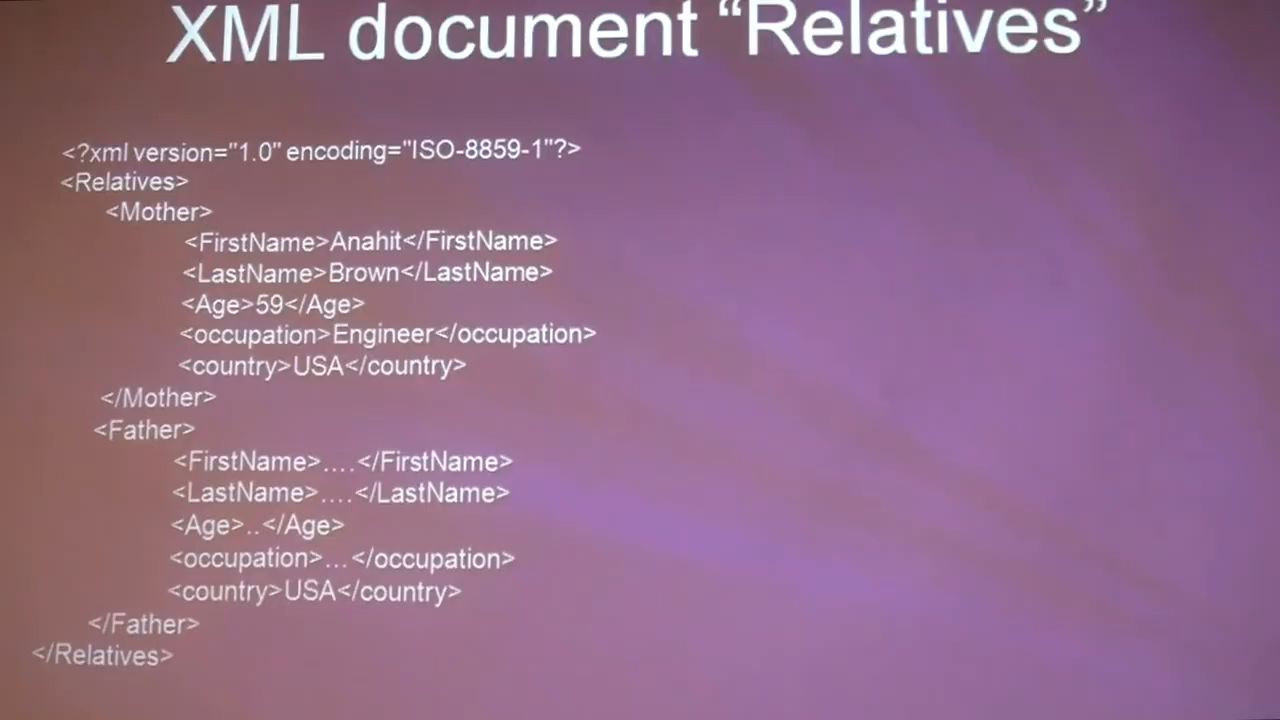 XML document “Relatives”
<?xml version="1.0" encoding="ISO-8859-1"?>
<Relatives>
<Mother>
<FirstName>Anahit</FirstName>
<LastName>Brown</LastName>
<Age>59</Age>
<occupation>Engineer</occupation>
<country>USA</country>
</Mother>
<Father>
<FirstName>....</FirstName>
<LastName>....</LastName>
<Age>..</Age>
<occupation>...</occupation>
<country>USA</country>
</Father>
</Relatives>